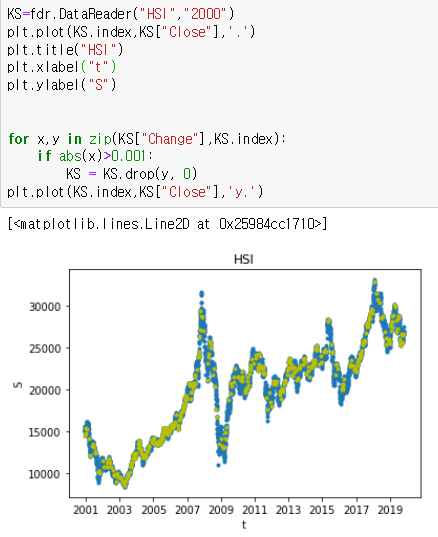 KS=fdr.DataReader("HSI","2000")
plt.plot(KS.index,KS["Close"],'.')
plt.title("HSI")
plt.xlabel("t")
plt.ylabel("S")
for x,y in zip(KS["Change"],KS.index):
if abs(x)>0.001:
KS = KS.drop(y, 0)
plt.plot(KS.index,KS["Close"],'y.')
[<matplotlib.lines.Line2D at 0x25984cc1710>]
HSI
30000
25000
20000
15000
10000
S
2001 2003 2005 2007 2009 2011 2013 2015 2017 2019
t